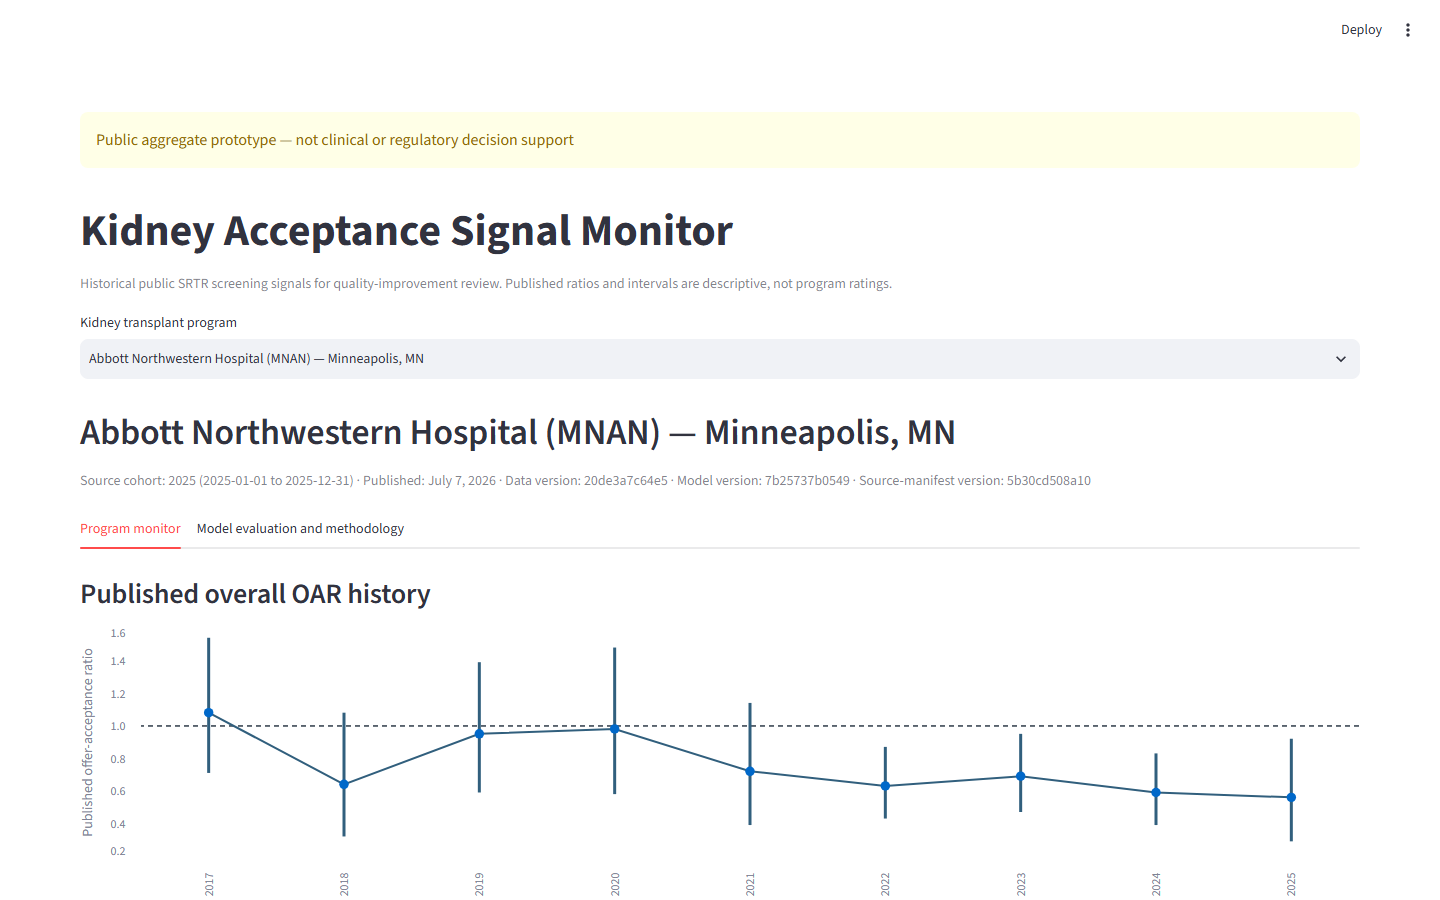 Deploy
Public aggregate prototype — not clinical or regulatory decision support
Kidney Acceptance Signal Monitor
Historical public SRTR screening signals for quality-improvement review. Published ratios and intervals are descriptive, not program ratings.
Kidney transplant program
Abbott Northwestern Hospital (MNAN) — Minneapolis, MN
Abbott Northwestern Hospital (MNAN) — Minneapolis, MN
Source cohort: 2025 (2025-01-01 to 2025-12-31) · Published: July 7, 2026 · Data version: 20de3a7c64e5 · Model version: 7b25737b0549 · Source-manifest version: 5b30cd508a10
Program monitor
Model evaluation and methodology
Published overall OAR history
Published offer-acceptance ratio
1.6
1.4
1.2
1.0
0.8
0.6
0.4
0.2
2017
2018
2019
2020
2021
2022
2023
2024
2025